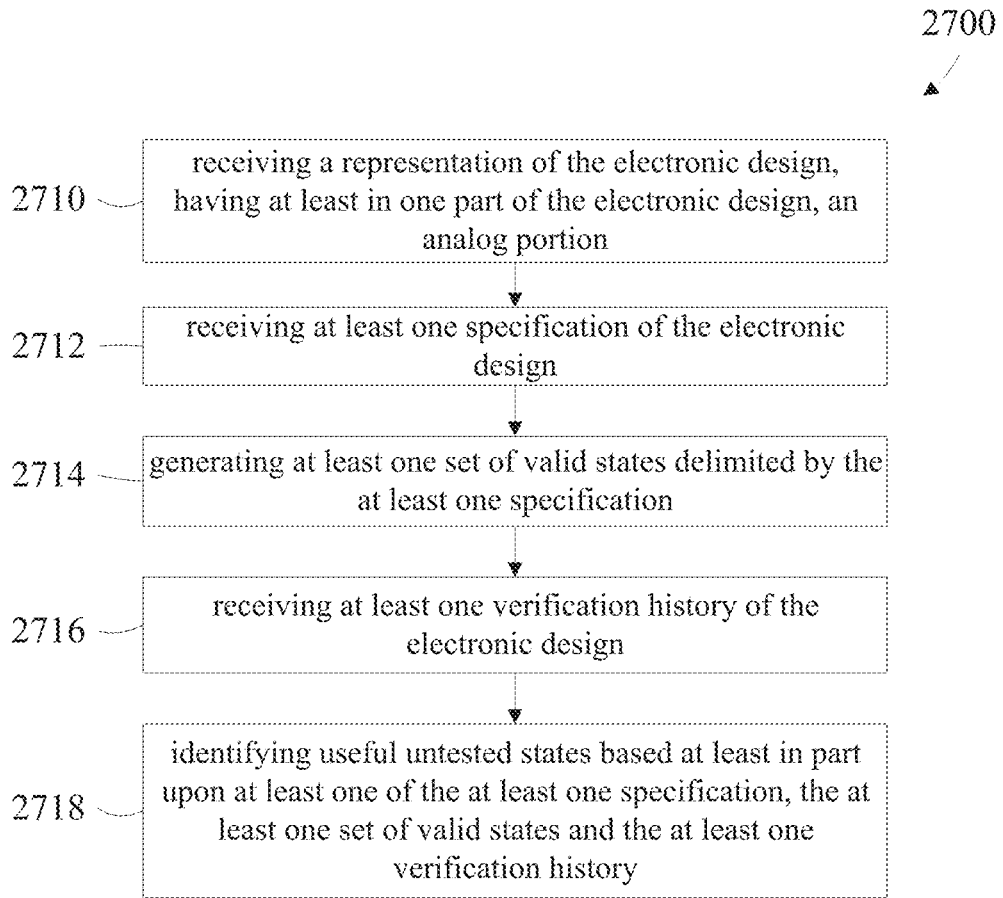 2700
2710
receiving a representation of the electronic design,
having at least in one part of the electronic design, an
analog portion
2712
receiving at least one specification of the electronic
design
2714
generating at least one set of valid states delimited by the
at least one specification
2716
receiving at least one verification history of the
electronic design
2718
identifying useful untested states based at least in part
upon at least one of the at least one specification, the at
least one set of valid states and the at least one
verification history